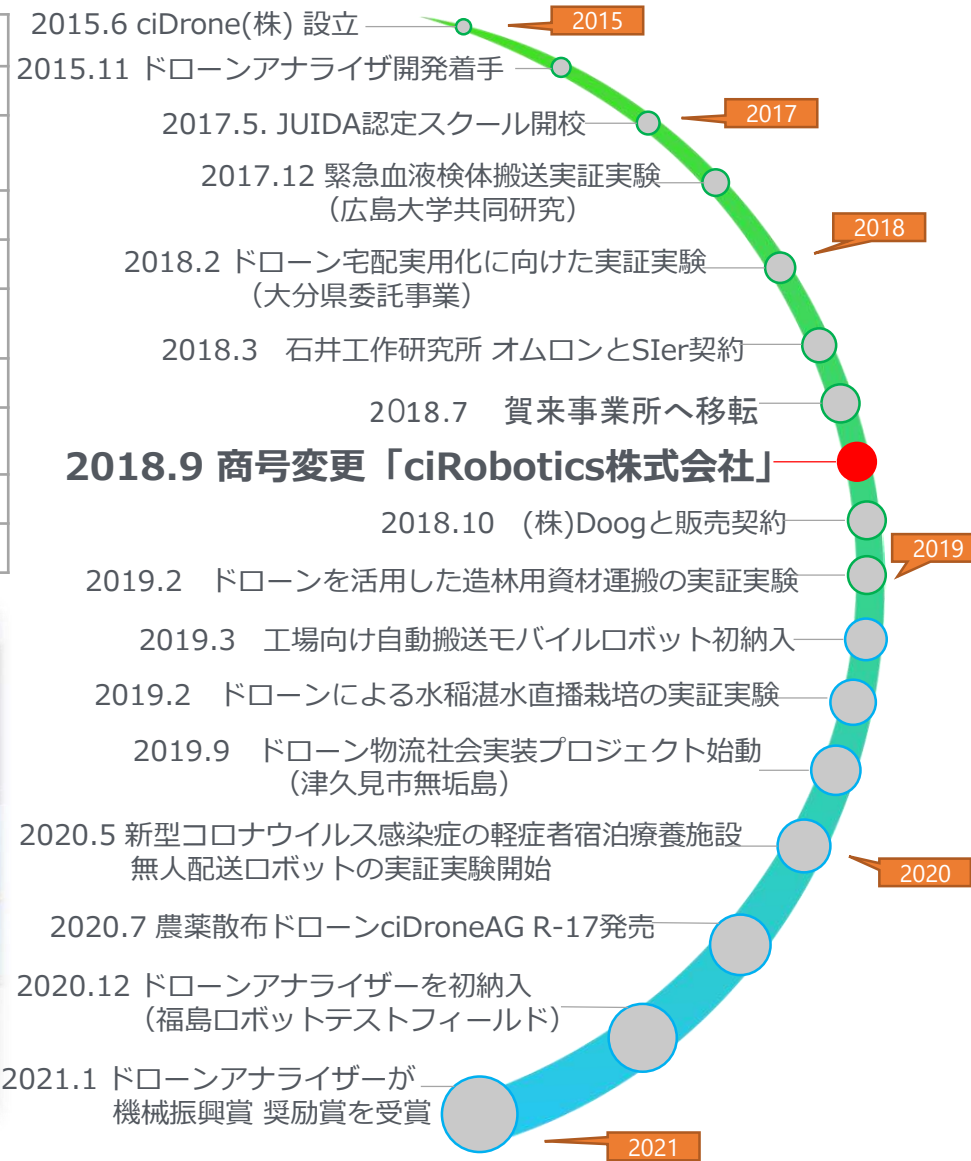 2015.6 ciDrone(株) 設立
2015
2015.11 ドローンアナライザ開発着手
2017
2017.5. JUIDA認定スクール開校
2017.12 緊急血液検体搬送実証実験
（広島大学共同研究）
2018
2018.2 ドローン宅配実用化に向けた実証実験
（大分県委託事業）
2018.3　石井工作研究所 オムロンとSIer契約
2018.7　賀来事業所へ移転
2018.9 商号変更「ciRobotics株式会社」
2018.10　(株)Doogと販売契約
2019
2019.2　ドローンを活用した造林用資材運搬の実証実験
2019.3　工場向け自動搬送モバイルロボット初納入
2019.2　ドローンによる水稲湛水直播栽培の実証実験
2019.9　ドローン物流社会実装プロジェクト始動
（津久見市無垢島）
2020.5 新型コロナウイルス感染症の軽症者宿泊療養施設
無人配送ロボットの実証実験開始
2020
2020.7 農薬散布ドローンciDroneAG R-17発売
2020.12 ドローンアナライザーを初納入
（福島ロボットテストフィールド）
2021.1 ドローンアナライザーが
機械振興賞 奨励賞を受賞
2021